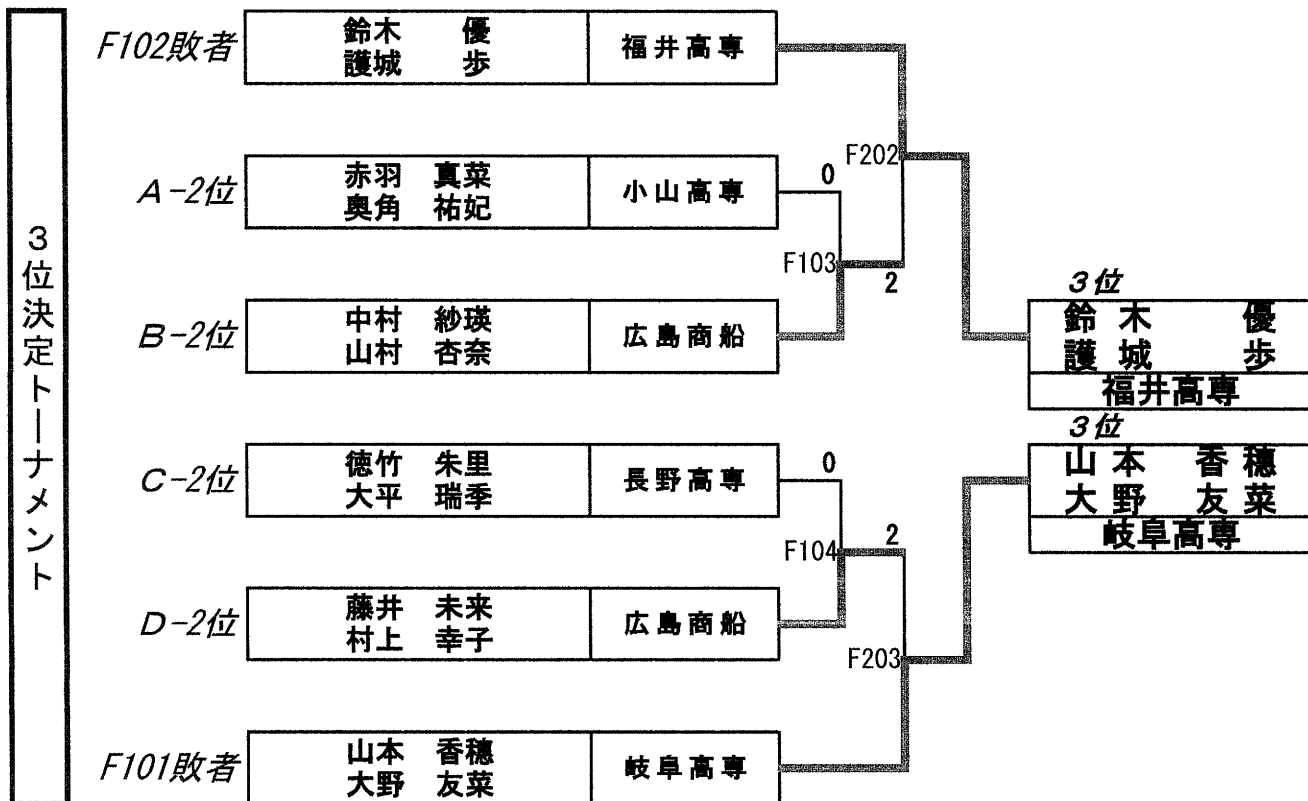 3位決定トーナメント
F102敗者
鈴木 優
護城 歩
福井高専
A-2位
赤羽 真菜
奥角 祐妃
小山高専
0
F202
F103
2
B-2位
中村 紗瑛
山村 杏奈
広島商船
3位
鈴木 優
護城 歩
福井高専
C-2位
徳竹 朱里
大平 瑞季
長野高専
0
F104
2
3位
山本 香穂
大野 友菜
岐阜高専
D-2位
藤井 未来
村上 幸子
広島商船
F203
F101敗者
山本 香穂
大野 友菜
岐阜高専